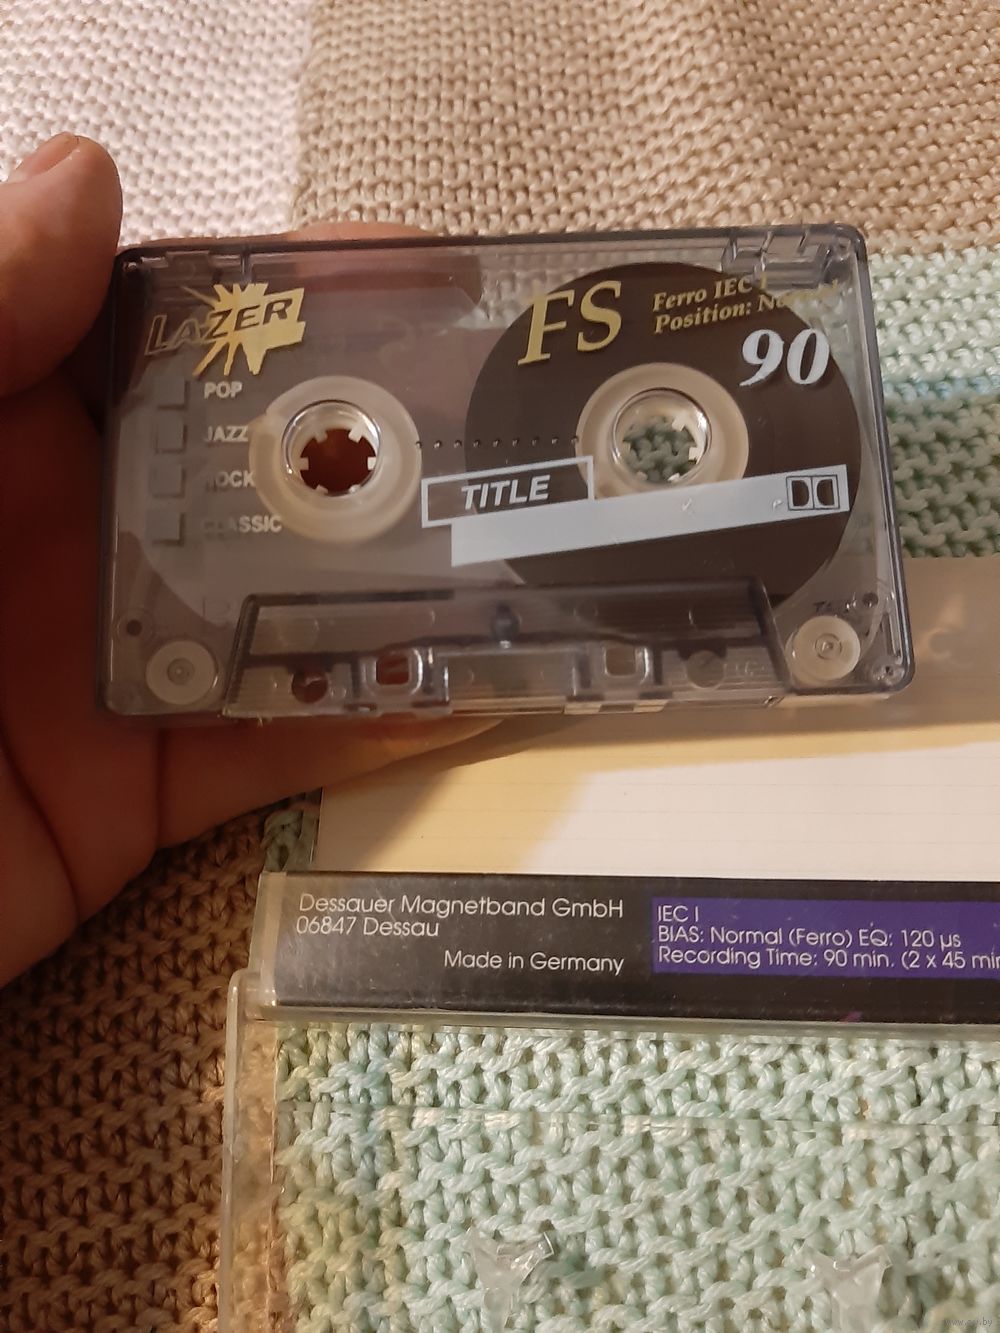 LAZER
FS
Ferro IEC I
Position: Normal
90
POP
JAZZ
ROCK
CLASSIC
TITLE
Dessauer Magnetband GmbH
06847 Dessau
Made in Germany
IEC I
BIAS: Normal (Ferro) EQ: 120 µs
Recording Time: 90 min. (2 x 45 min